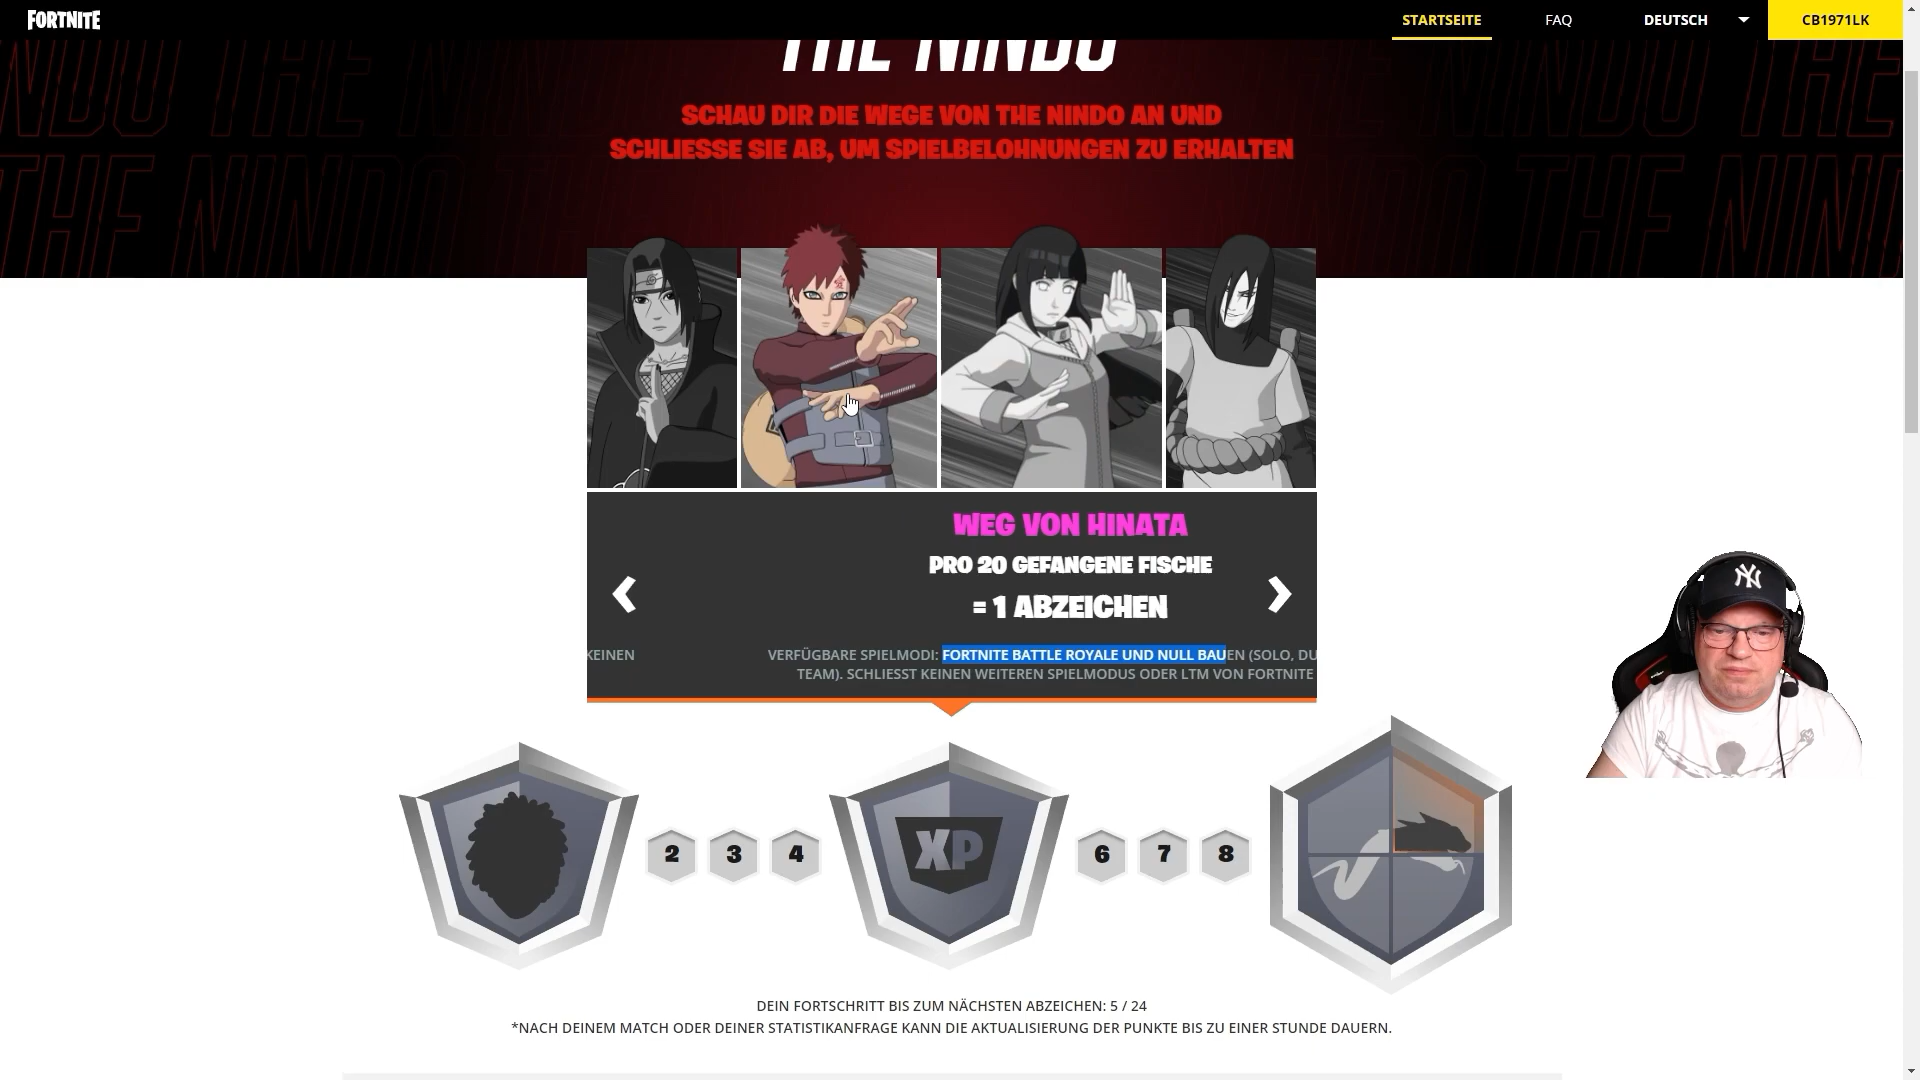 FORTNITE
STARTSEITE
FAQ
DEUTSCH
CB1971LK
THE NINDO
SCHAU DIR DIE WEGE VON THE NINDO AN UND
SCHLIESSE SIE AB, UM SPIELBELOHNUNGEN ZU ERHALTEN
WEG VON HINATA
PRO 20 GEFANGENE FISCHE
= 1 ABZEICHEN
KEINEN
VERFÜGBARE SPIELMODI: FORTNITE BATTLE ROYALE UND NULL BAUEN (SOLO, DU
TEAM). SCHLIESST KEINEN WEITEREN SPIELMODUS ODER LTM VON FORTNITE
2
3
4
XP
6
7
8
NY
DEIN FORTSCHRITT BIS ZUM NÄCHSTEN ABZEICHEN: 5 / 24
*NACH DEINEM MATCH ODER DEINER STATISTIKANFRAGE KANN DIE AKTUALISIERUNG DER PUNKTE BIS ZU EINER STUNDE DAUERN.